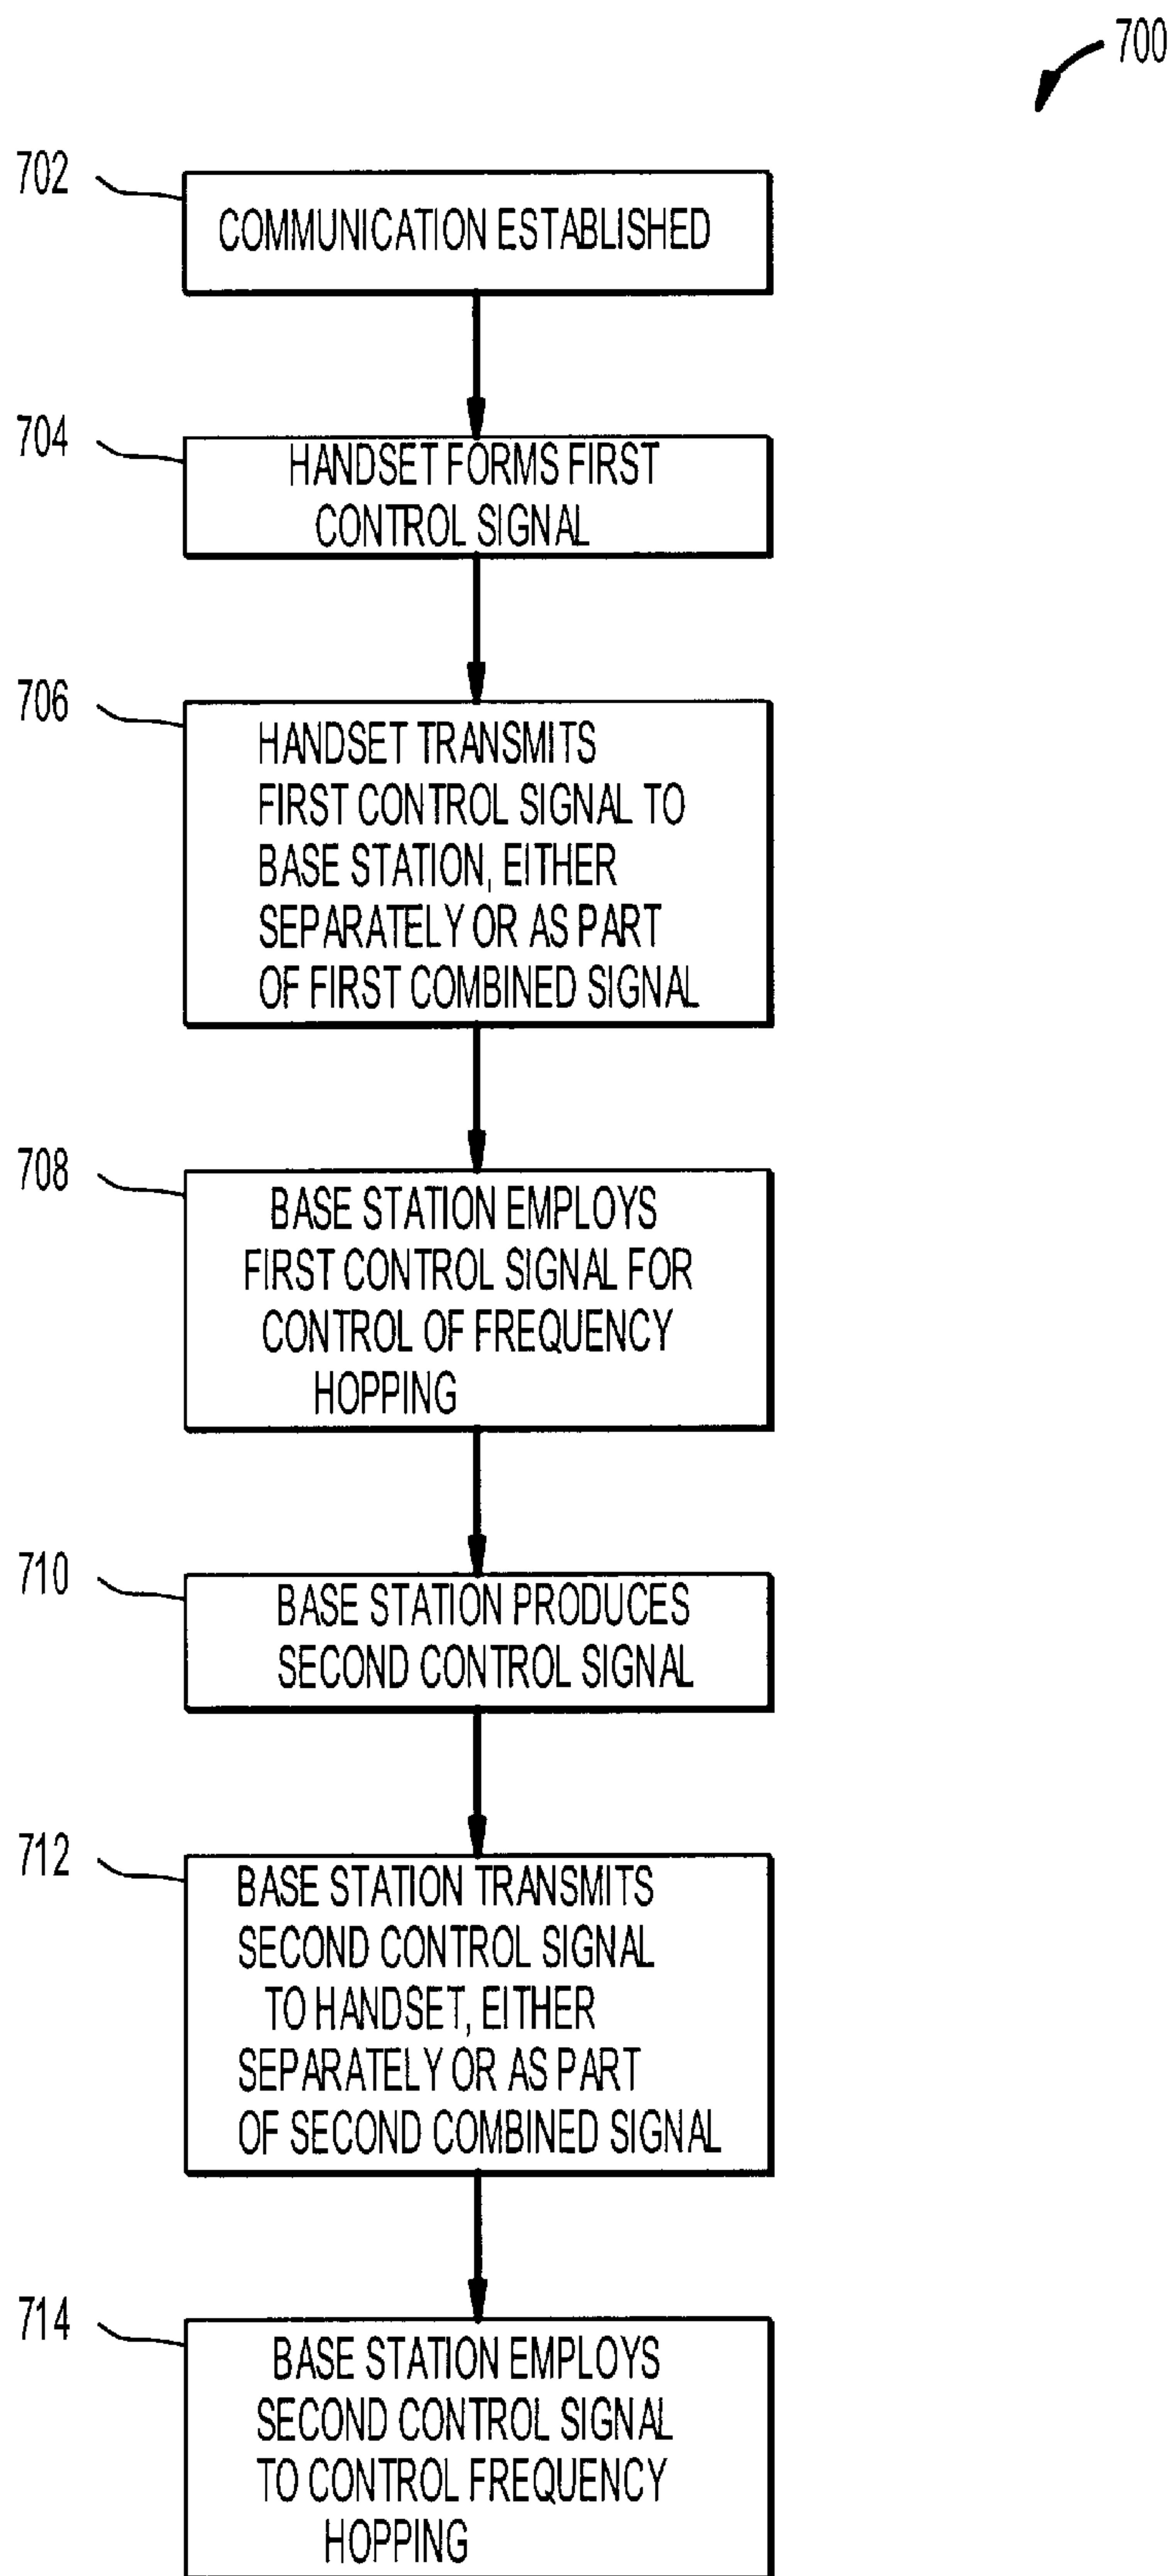 700
702
COMMUNICATION ESTABLISHED
704
HANDSET FORMS FIRST
CONTROL SIGNAL
706
HANDSET TRANSMITS
FIRST CONTROL SIGNAL TO
BASE STATION, EITHER
SEPARATELY OR AS PART
OF FIRST COMBINED SIGNAL
708
BASE STATION EMPLOYS
FIRST CONTROL SIGNAL FOR
CONTROL OF FREQUENCY
HOPPING
710
BASE STATION PRODUCES
SECOND CONTROL SIGNAL
712
BASE STATION TRANSMITS
SECOND CONTROL SIGNAL
TO HANDSET, EITHER
SEPARATELY OR AS PART
OF SECOND COMBINED SIGNAL
714
BASE STATION EMPLOYS
SECOND CONTROL SIGNAL
TO CONTROL FREQUENCY
HOPPING